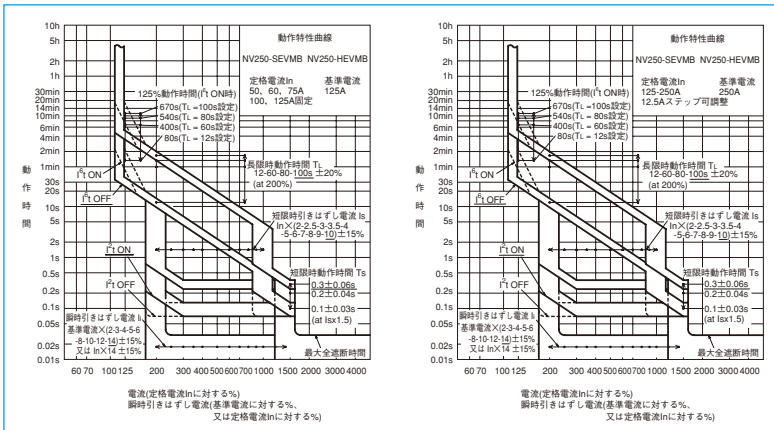 動作特性曲線
NV250-SEVMB NV250-HEVMB
定格電流In 基準電流
50、60、75A 125A
100、125A固定
125%動作時間(I²t ON時)
670s(TL =100s設定)
540s(TL = 80s設定)
400s(TL = 60s設定)
80s(TL = 12s設定)
長限時動作時間 TL
12-60-80-100s ±20%
(at 200%)
短限時引きはずし電流 Is
In×(2-2.5-3-3.5-4
-5-6-7-8-9-10)±15%
短限時動作時間 Ts
0.3±0.06s
0.2±0.04s
0.1±0.03s
(at Isx1.5)
最大全遮断時間
t ON
t OFF
I²t ON
I²t OFF
瞬時引きはずし電流 Ii
基準電流×(2-3-4-5-6
-8-10-12-14)±15%
又は In×14 ±15%
動作時間
10h
5h
2h
1h
30min
20min
14min
10min
6min
4min
2min
1min
30s
20s
10s
5s
2s
1s
0.5s
0.2s
0.1s
0.05s
0.02s
0.01s
60 70 100 125 200 300 400 500 600 700 1000 1500 2000 3000 4000
電流(定格電流Inに対する%)
瞬時引きはずし電流(基準電流に対する%、
又は定格電流Inに対する%)
動作特性曲線
NV250-SEVMB NV250-HEVMB
定格電流In 基準電流
125-250A 250A
12.5Aステップ可調整
125%動作時間(I²t ON時)
670s(TL=100s設定)
540s(TL= 80s設定)
400s(TL= 60s設定)
80s(TL= 12s設定)
長限時動作時間 TL
12-60-80-100s ±20%
(at 200%)
短限時引きはずし電流 Is
In×(2-2.5-3-3.5-4
-5-6-7-8-9-10)±15%
短限時動作時間 Ts
0.3±0.06s
0.2±0.04s
0.1±0.03s
(at Isx1.5)
最大全遮断時間
t ON
t OFF
I²t ON
I²t OFF
瞬時引きはずし電流 Ii
基準電流×(2-3-4-5-6
-8-10-12-14)±15%
又は In×14 ±15%
動作時間
10h
5h
2h
1h
30min
20min
14min
10min
6min
4min
2min
1min
30s
20s
10s
5s
2s
1s
0.5s
0.2s
0.1s
0.05s
0.02s
0.01s
60 70 100 125 200 300 400 500 600 700 1000 1500 2000 3000 4000
電流(定格電流Inに対する%)
瞬時引きはずし電流(基準電流に対する%、
又は定格電流Inに対する%)